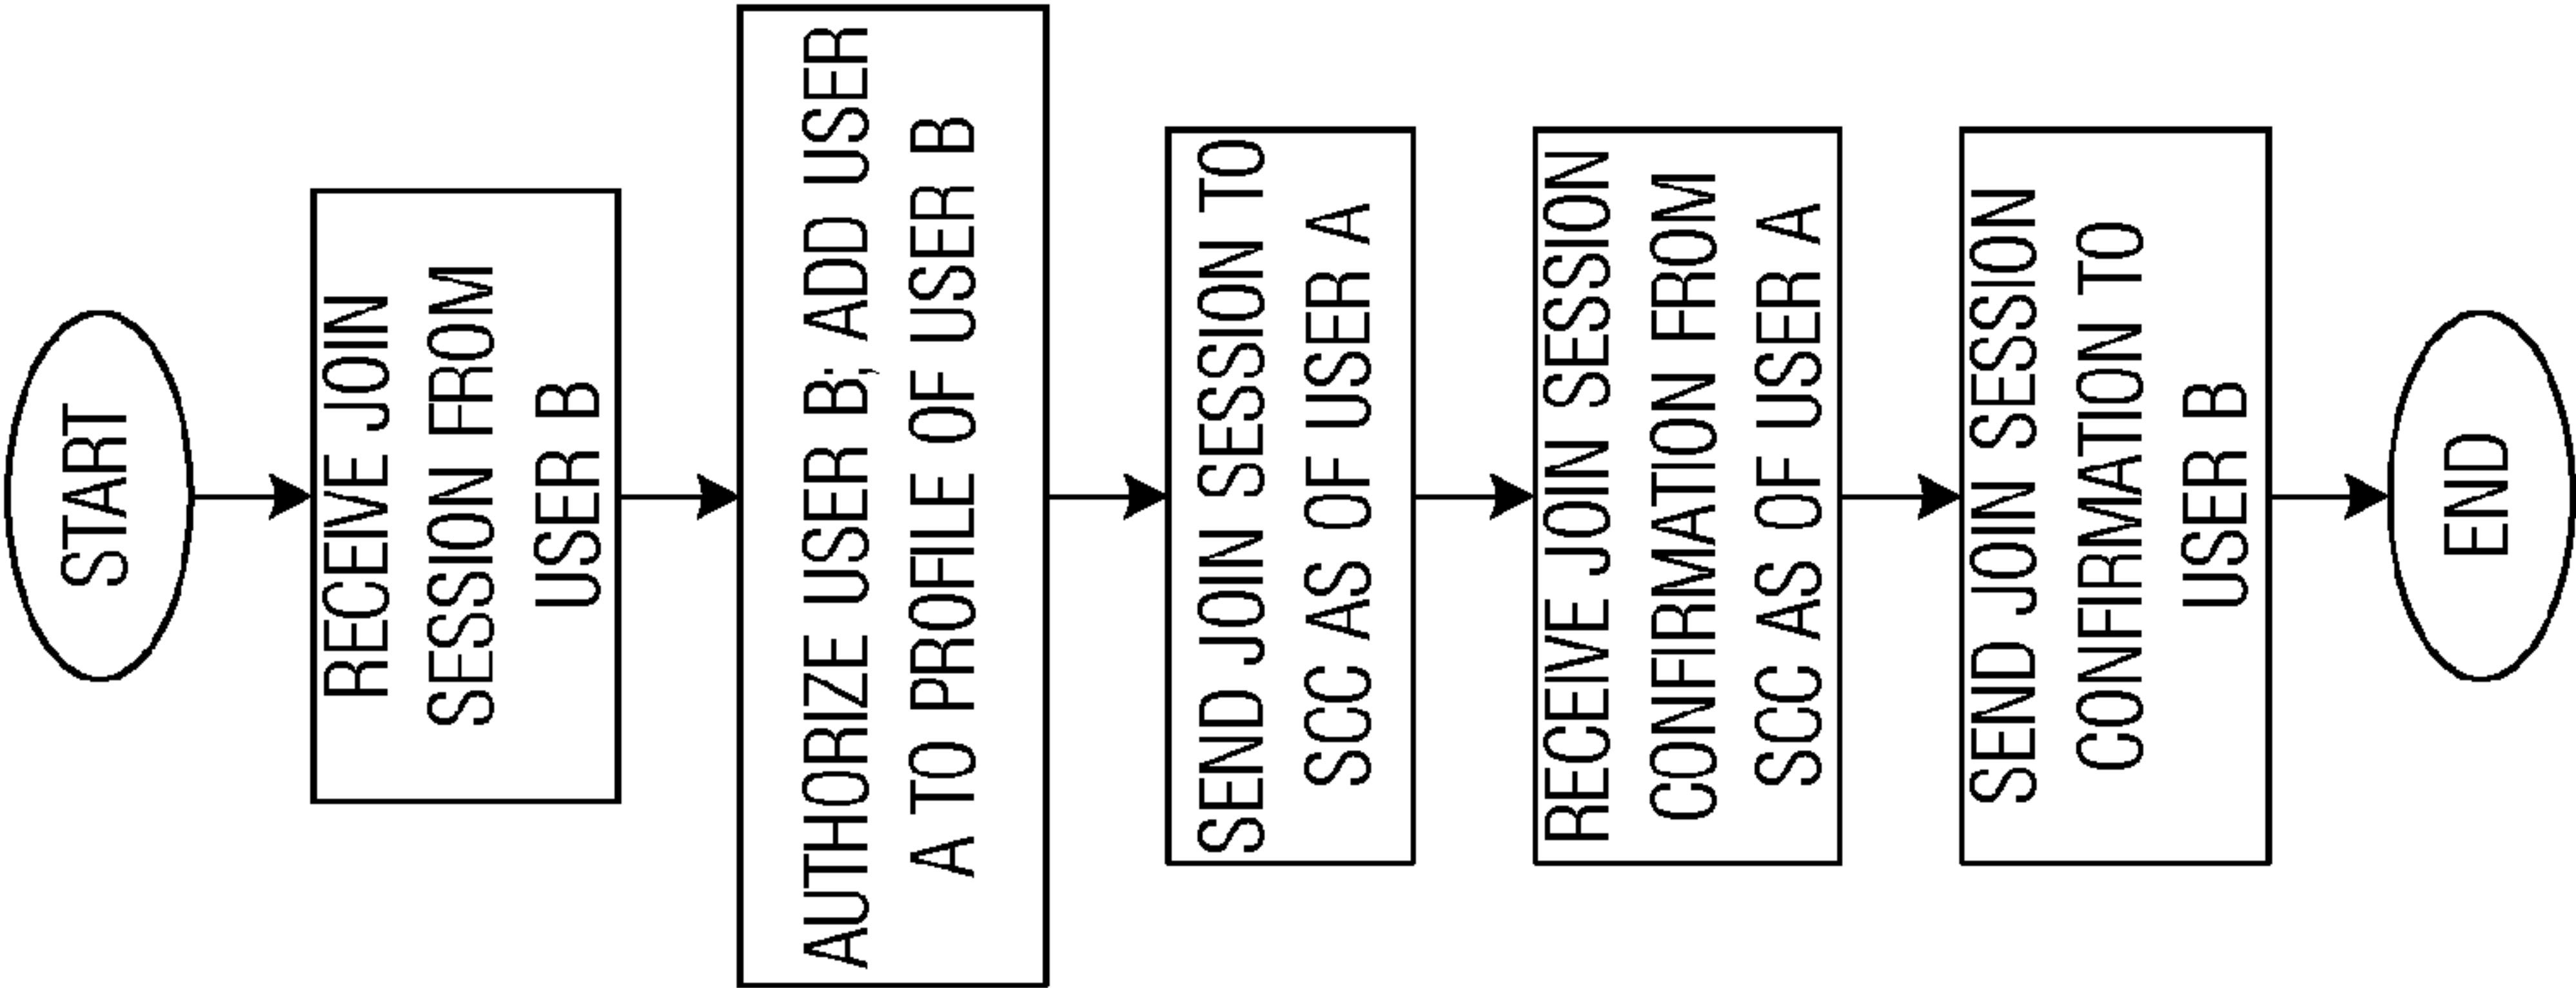 START
RECEIVE JOIN
SESSION FROM
USER B
AUTHORIZE USER B; ADD USER
A TO PROFILE OF USER B
SEND JOIN SESSION TO
SCC AS OF USER A
RECEIVE JOIN SESSION
CONFIRMATION FROM
SCC AS OF USER A
SEND JOIN SESSION
CONFIRMATION TO
USER B
END